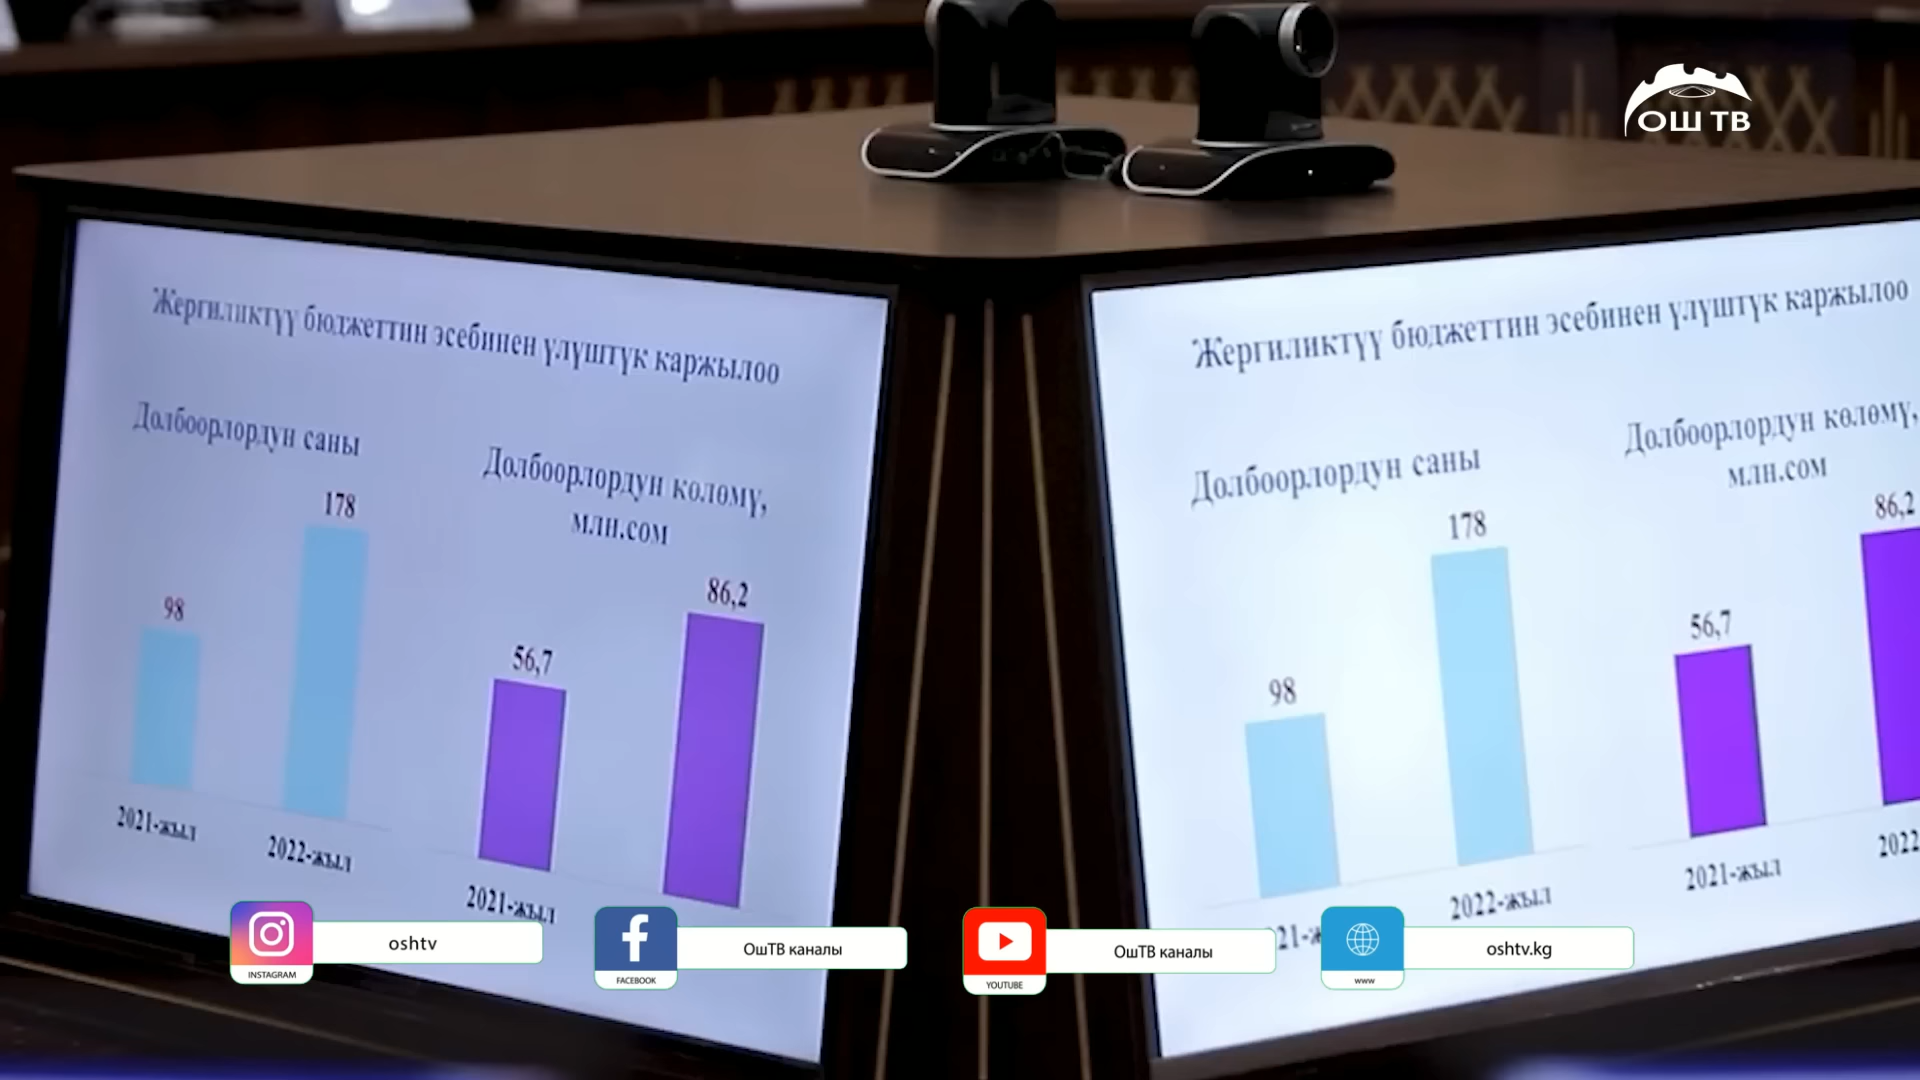 ОШ ТВ
Жергиликтүү бюджеттин эсебинен үлүштүк каржылоо
Долбоорлордун саны
178
98
2021-жыл
2022-жыл
Долбоорлордун көлөмү,
млн.сом
86,2
56,7
2021-жыл
Жергиликтүү бюджеттин эсебинен үлүштүк каржылоо
Долбоорлордун саны
178
98
2022-жыл
Долбоорлордун көлөмү,
млн.сом
86,2
56,7
2021-жыл
2022
oshtv
INSTAGRAM
ОшТВ каналы
FACEBOOK
ОшТВ каналы
YOUTUBE
oshtv.kg
www